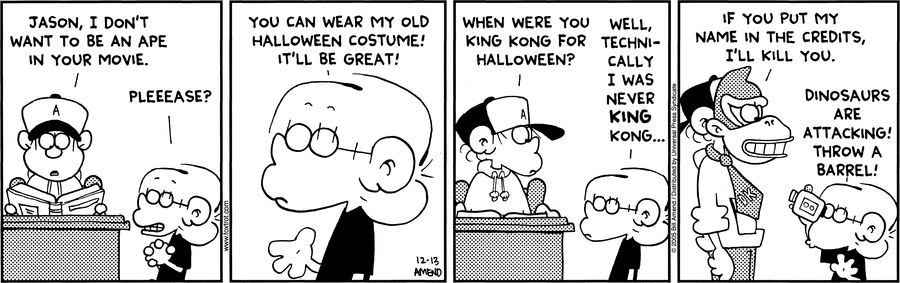 JASON, I DON'T
WANT TO BE AN APE
IN YOUR MOVIE.
PLEEEASE?
A
www.foxtrot.com
YOU CAN WEAR MY OLD
HALLOWEEN COSTUME!
IT'LL BE GREAT!
12-13
AMEND
WHEN WERE YOU
KING KONG FOR
HALLOWEEN?
A
WELL,
TECHNI-
CALLY
I WAS
NEVER
KING
KONG...
© 2005 Bill Amend / Distributed by Universal Press Syndicate
IF YOU PUT MY
NAME IN THE CREDITS,
I'LL KILL YOU.
DINOSAURS
ARE
ATTACKING!
THROW A
BARREL!